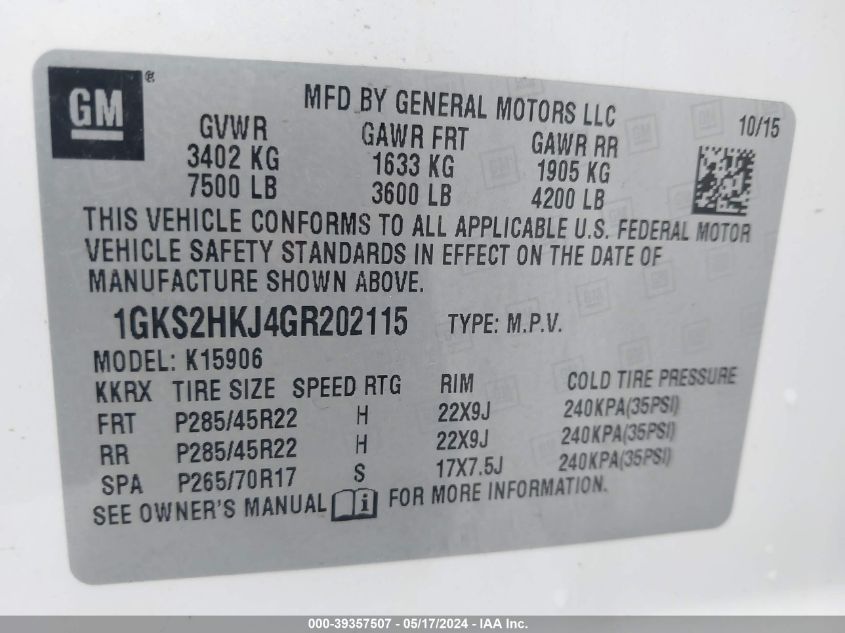 GM ®
MFD BY GENERAL MOTORS LLC
10/15
GVWR GAWR FRT GAWR RR
3402 KG 1633 KG 1905 KG
7500 LB 3600 LB 4200 LB
THIS VEHICLE CONFORMS TO ALL APPLICABLE U.S. FEDERAL MOTOR
VEHICLE SAFETY STANDARDS IN EFFECT ON THE DATE OF
MANUFACTURE SHOWN ABOVE.
1GKS2HKJ4GR202115 TYPE: M.P.V.
MODEL: K15906
KKRX TIRE SIZE SPEED RTG RIM COLD TIRE PRESSURE
FRT P285/45R22 H 22X9J 240KPA(35PSI)
RR P285/45R22 H 22X9J 240KPA(35PSI)
SPA P265/70R17 S 17X7.5J 240KPA(35PSI)
SEE OWNER'S MANUAL i FOR MORE INFORMATION.
000-39357507 - 05/17/2024 - IAA Inc.